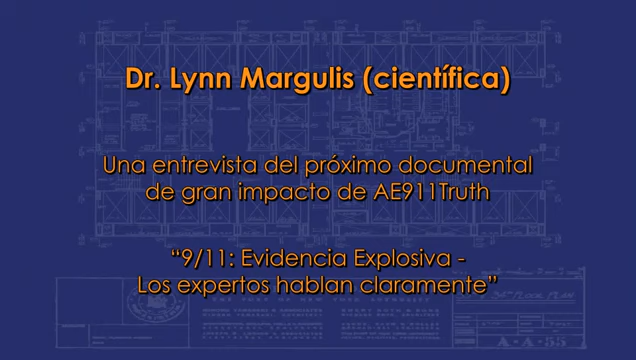 Dr. Lynn Margulis (científica)
Una entrevista del próximo documental
de gran impacto de AE911Truth
“9/11: Evidencia Explosiva -
Los expertos hablan claramente”
A-A-55